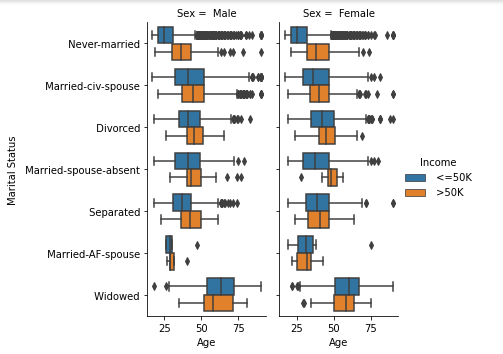 Sex = Male
Sex = Female
Marital Status
Never-married
Married-civ-spouse
Divorced
Married-spouse-absent
Separated
Married-AF-spouse
Widowed
Income
<=50K
>50K
25 50 75
25 50 75
Age
Age